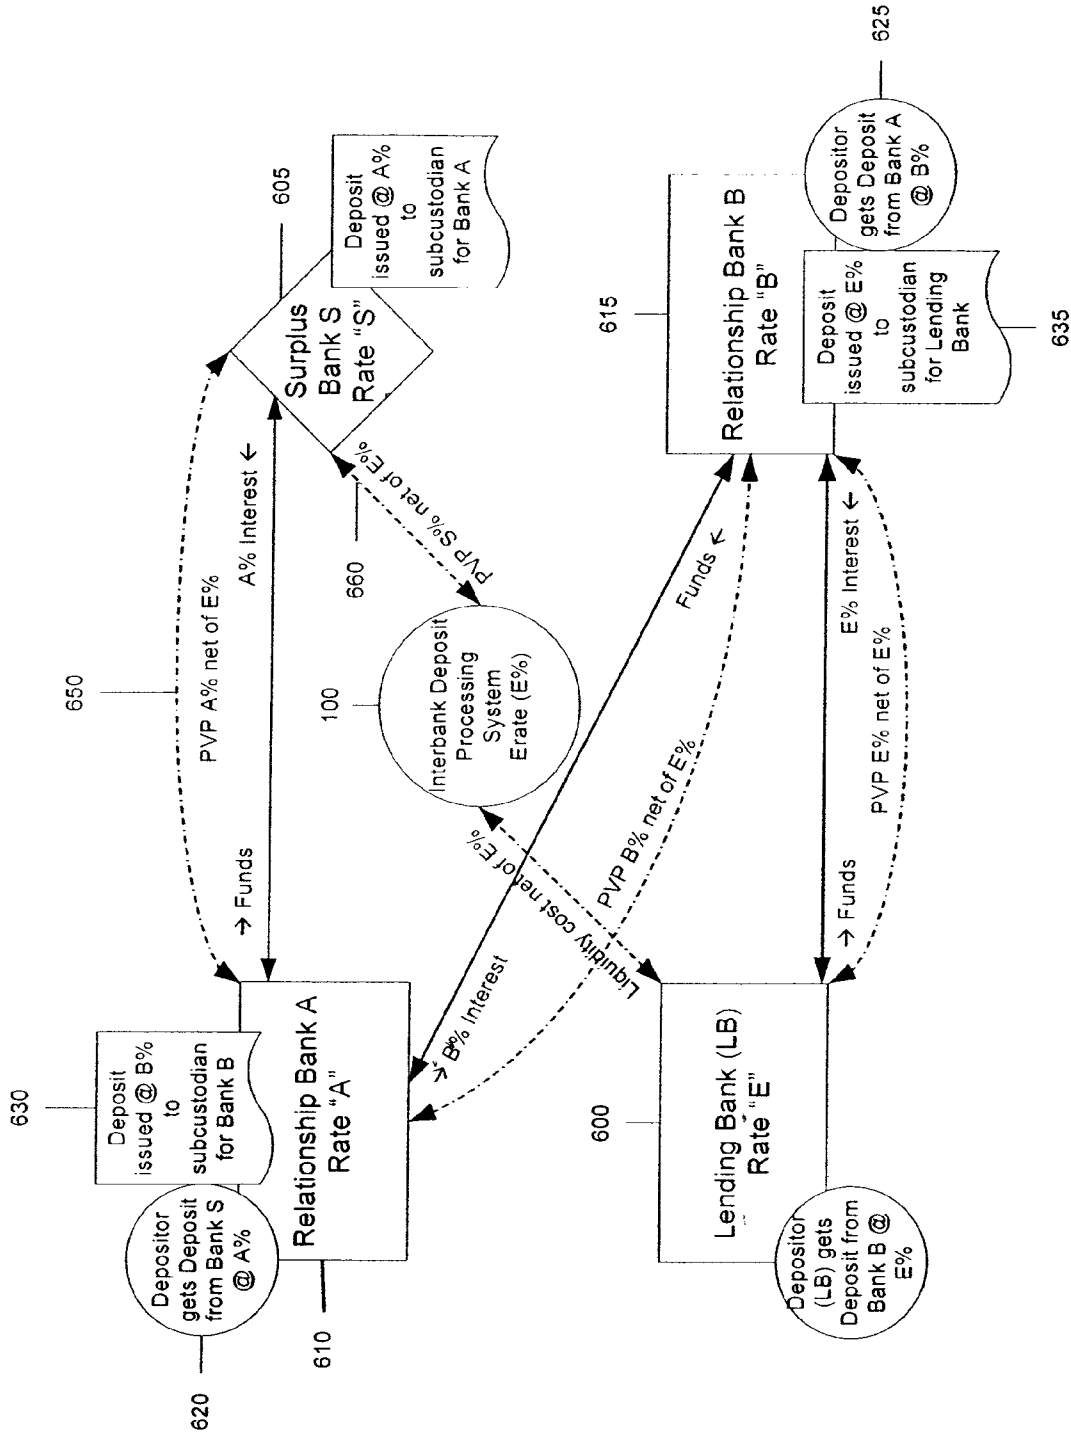 630
Deposit
issued @ B%
to
subcustodian
for Bank B
620
Depositor
gets Deposit
from Bank S
@ A%
610
Relationship Bank A
Rate “A”
650
PVP A% net of E%
→ Funds
A% Interest ←
605
Surplus
Bank S
Rate “S”
Deposit
issued @ A%
to
subcustodian
for Bank A
660
PVP S% net of E%
100
Interbank Deposit
Processing
System
Erate (E%)
Liquidity cost net of E%
→ B% Interest
Funds ←
PVP B% net of E%
600
Lending Bank (LB)
Rate “E”
Depositor
(LB) gets
Deposit from
Bank B @
E%
→ Funds
E% Interest ←
PVP E% net of E%
615
Relationship Bank B
Rate “B”
Deposit
issued @ E%
to
subcustodian
for Lending
Bank
635
Depositor
gets Deposit
from Bank A
@ B%
625